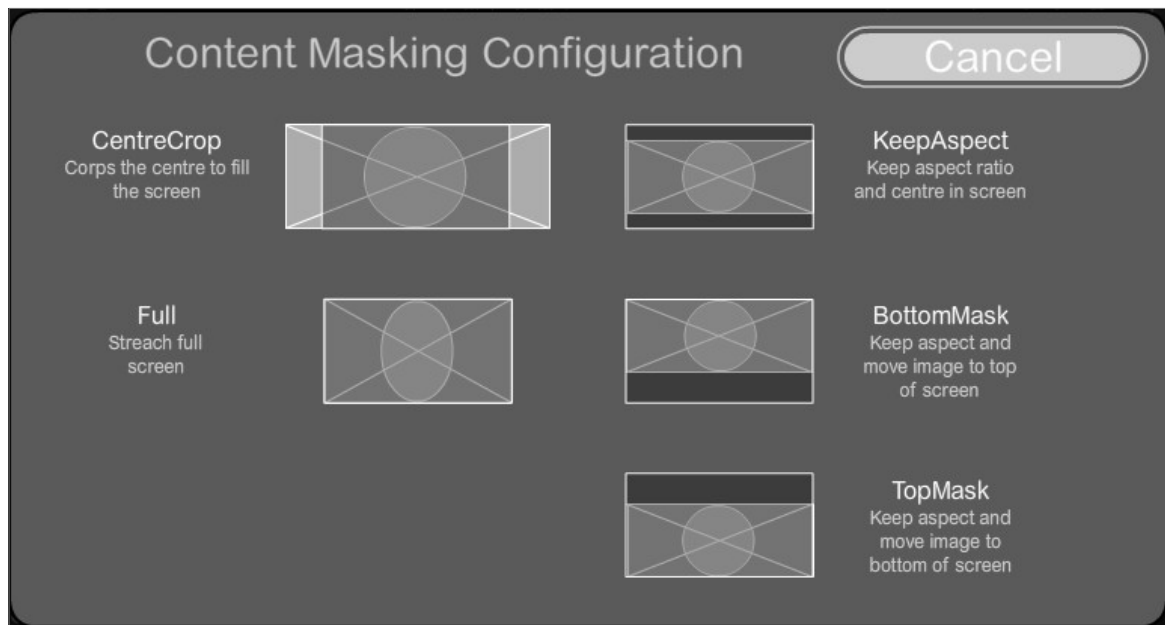 Content Masking Configuration
Cancel
CentreCrop
Corps the centre to fill
the screen
KeepAspect
Keep aspect ratio
and centre in screen
Full
Streach full
screen
BottomMask
Keep aspect and
move image to top
of screen
TopMask
Keep aspect and
move image to
bottom of screen